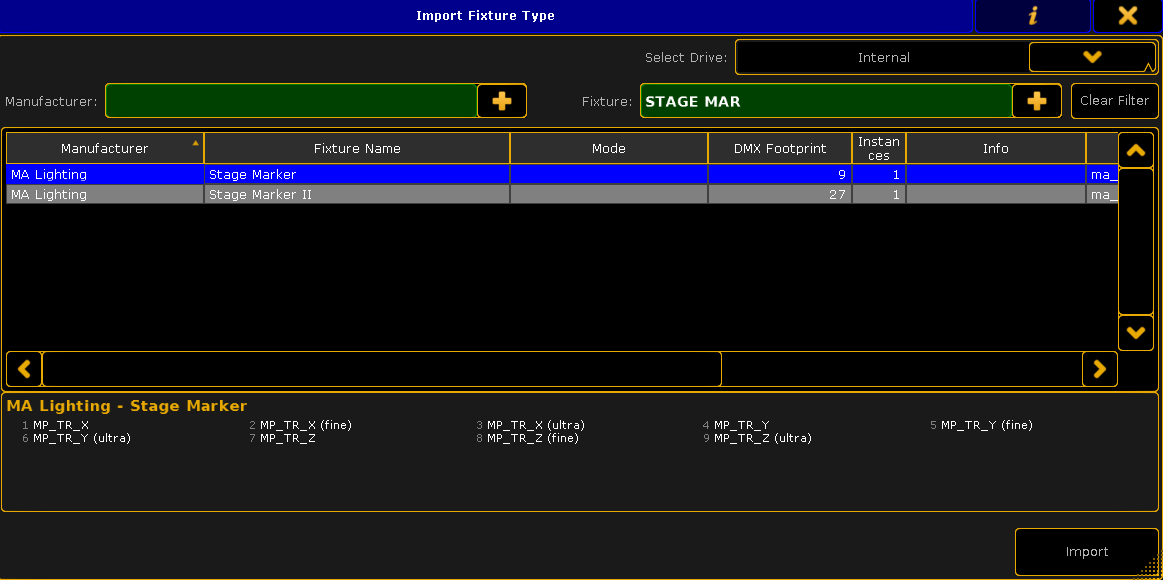 Import Fixture Type
Select Drive: Internal
Manufacturer: Fixture: STAGE MAR Clear Filter
Manufacturer Fixture Name Mode DMX Footprint Instan
ces Info
MA Lighting Stage Marker 9 1 ma_
MA Lighting Stage Marker II 27 1 ma_
MA Lighting - Stage Marker
1 MP_TR_X 2 MP_TR_X (fine) 3 MP_TR_X (ultra) 4 MP_TR_Y 5 MP_TR_Y (fine)
6 MP_TR_Y (ultra) 7 MP_TR_Z 8 MP_TR_Z (fine) 9 MP_TR_Z (ultra)
Import